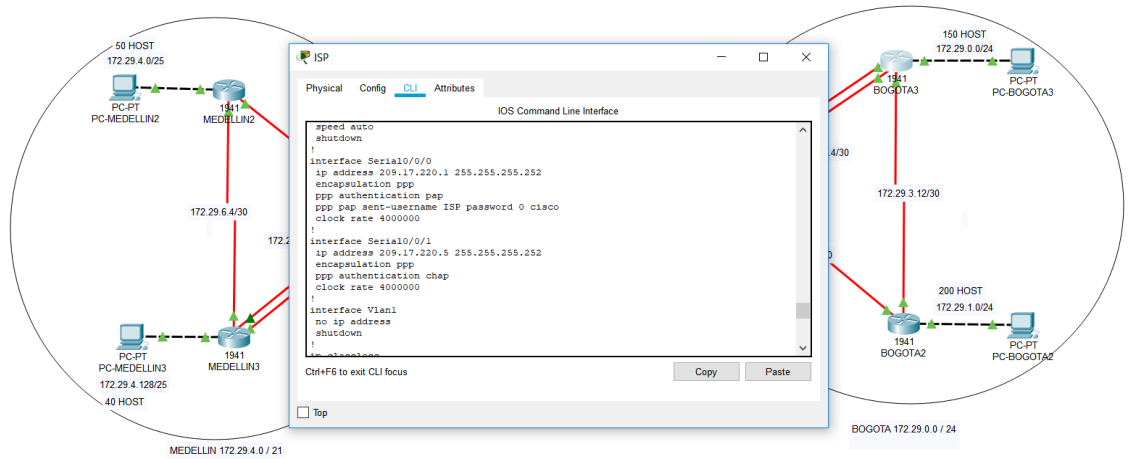 50 HOST
172.29.4.0/25
PC-PT
PC-MEDELLIN2
1941
MEDELLIN2
172.29.6.4/30
172.2
PC-PT
PC-MEDELLIN3
172.29.4.128/25
40 HOST
1941
MEDELLIN3
MEDELLIN 172.29.4.0 / 21
ISP
Physical Config CLI Attributes
IOS Command Line Interface
speed auto
shutdown
!
interface Serial0/0/0
ip address 209.17.220.1 255.255.255.252
encapsulation ppp
ppp authentication pap
ppp pap sent-username ISP password 0 cisco
clock rate 4000000
!
interface Serial0/0/1
ip address 209.17.220.5 255.255.255.252
encapsulation ppp
ppp authentication chap
clock rate 4000000
!
interface Vlan1
no ip address
shutdown
!
ip classless
Ctrl+F6 to exit CLI focus
Copy Paste
Top
150 HOST
172.29.0.0/24
1941
BOGOTA3
PC-PT
PC-BOGOTA3
.4/30
172.29.3.12/30
0
200 HOST
172.29.1.0/24
1941
BOGOTA2
PC-PT
PC-BOGOTA2
BOGOTA 172.29.0.0 / 24